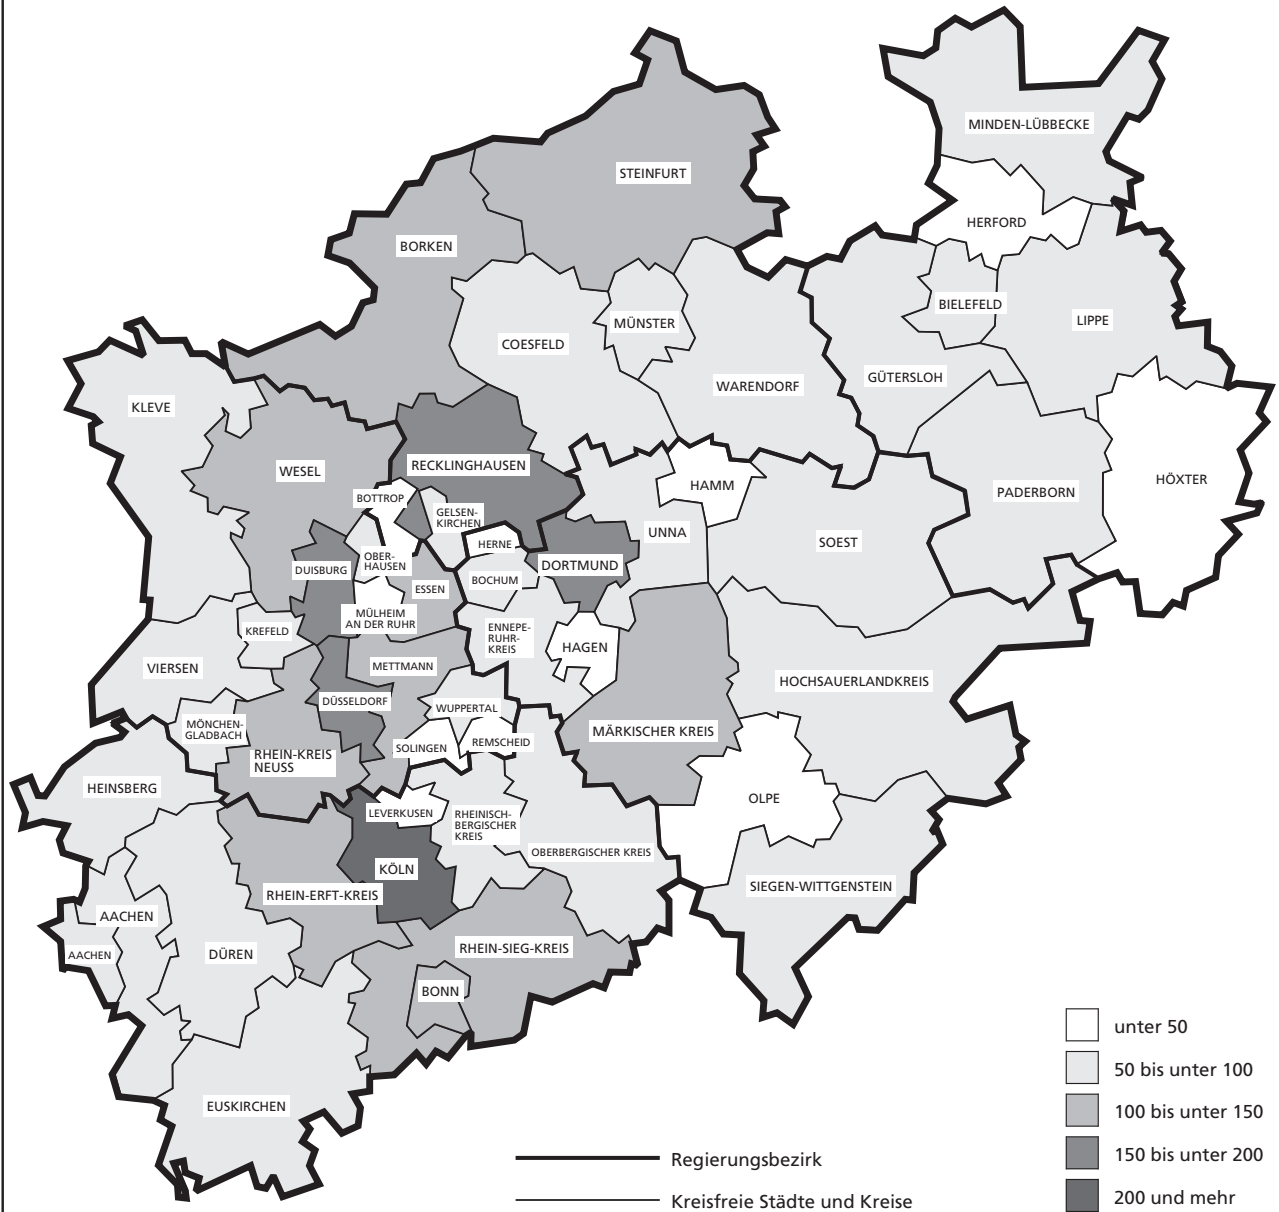 MINDEN-LÜBBECKE
STEINFURT
HERFORD
BORKEN
BIELEFELD
LIPPE
MÜNSTER
COESFELD
GÜTERSLOH
WARENDORF
KLEVE
RECKLINGHAUSEN
WESEL
HÖXTER
HAMM
PADERBORN
BOTTROP
GELSEN-
KIRCHEN
UNNA
SOEST
HERNE
OBER-
HAUSEN
DORTMUND
DUISBURG
BOCHUM
ESSEN
MÜLHEIM
AN DER RUHR
KREFELD
ENNEPE-
RUHR-
KREIS
HAGEN
VIERSEN
METTMANN
HOCHSAUERLANDKREIS
DÜSSELDORF
WUPPERTAL
MÖNCHEN-
GLADBACH
MÄRKISCHER KREIS
REMSCHEID
SOLINGEN
RHEIN-KREIS
NEUSS
HEINSBERG
OLPE
LEVERKUSEN
RHEINISCH-
BERGISCHER
KREIS
OBERBERGISCHER KREIS
KÖLN
SIEGEN-WITTGENSTEIN
RHEIN-ERFT-KREIS
AACHEN
RHEIN-SIEG-KREIS
AACHEN
DÜREN
BONN
EUSKIRCHEN
unter 50
50 bis unter 100
100 bis unter 150
150 bis unter 200
200 und mehr
Regierungsbezirk
Kreisfreie Städte und Kreise